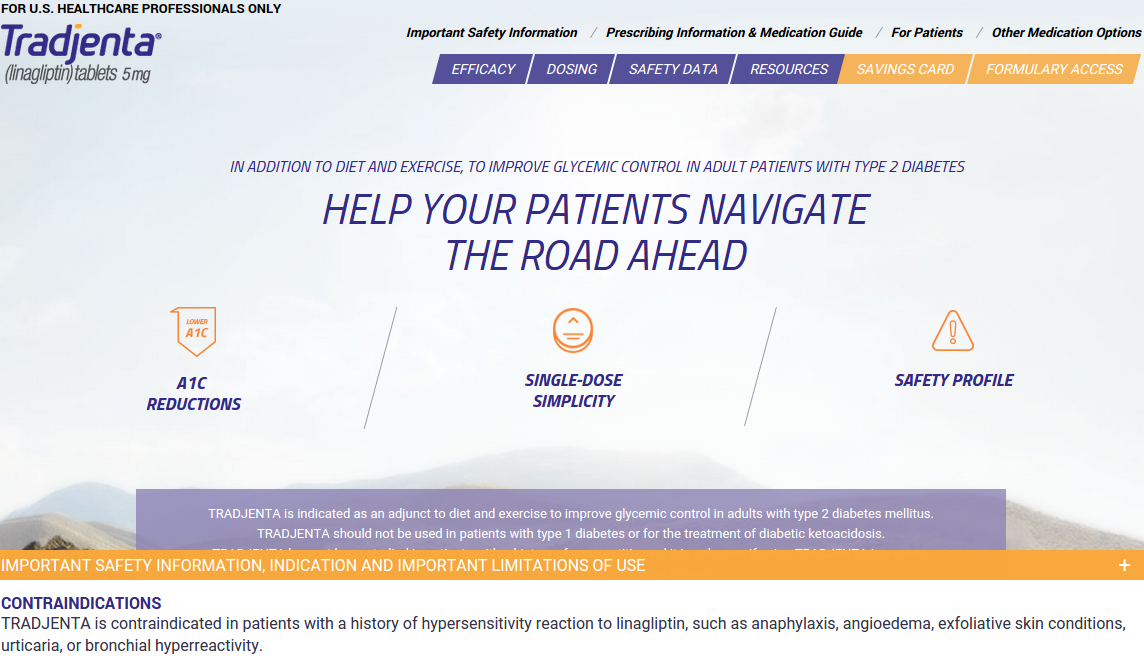 FOR U.S. HEALTHCARE PROFESSIONALS ONLY
Tradjenta®
(linagliptin) tablets 5 mg
Important Safety Information / Prescribing Information & Medication Guide / For Patients / Other Medication Options
EFFICACY DOSING SAFETY DATA RESOURCES SAVINGS CARD FORMULARY ACCESS
IN ADDITION TO DIET AND EXERCISE, TO IMPROVE GLYCEMIC CONTROL IN ADULT PATIENTS WITH TYPE 2 DIABETES
HELP YOUR PATIENTS NAVIGATE
THE ROAD AHEAD
LOWER
A1C
A1C
REDUCTIONS
SINGLE-DOSE
SIMPLICITY
SAFETY PROFILE
TRADJENTA is indicated as an adjunct to diet and exercise to improve glycemic control in adults with type 2 diabetes mellitus.
TRADJENTA should not be used in patients with type 1 diabetes or for the treatment of diabetic ketoacidosis.
IMPORTANT SAFETY INFORMATION, INDICATION AND IMPORTANT LIMITATIONS OF USE +
CONTRAINDICATIONS
TRADJENTA is contraindicated in patients with a history of hypersensitivity reaction to linagliptin, such as anaphylaxis, angioedema, exfoliative skin conditions,
urticaria, or bronchial hyperreactivity.